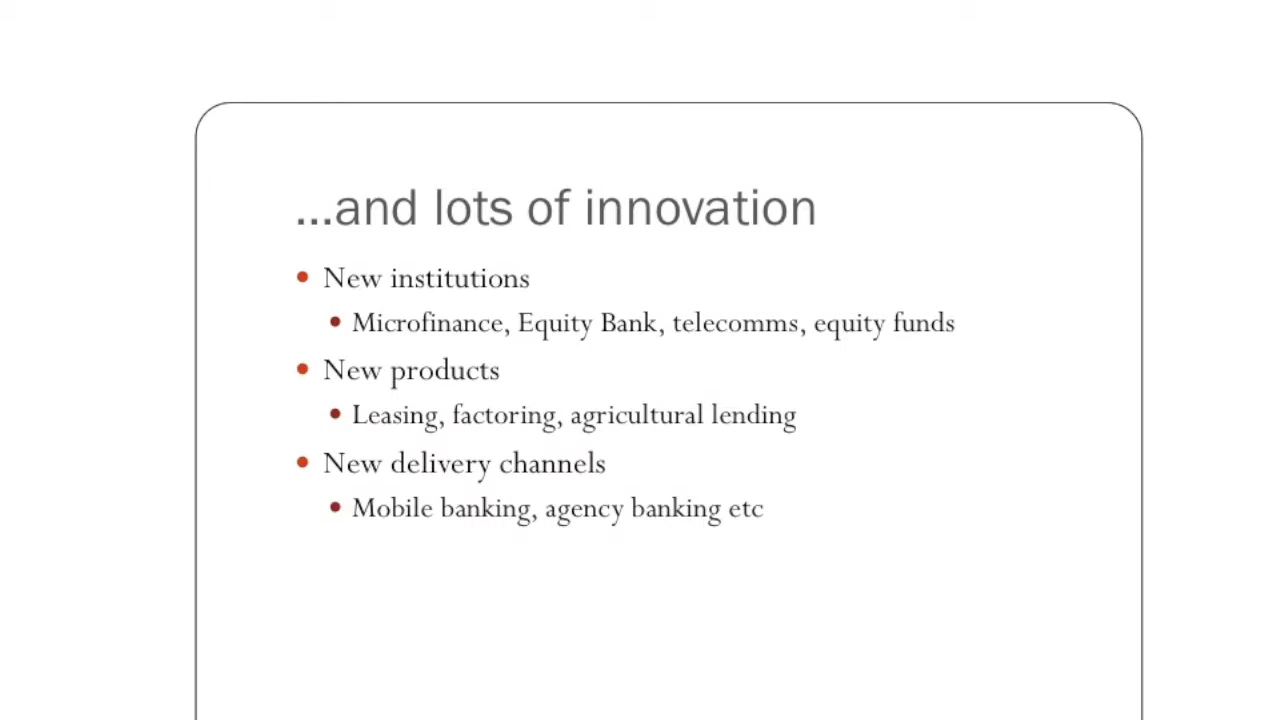 ...and lots of innovation
• New institutions
• Microfinance, Equity Bank, telecomms, equity funds
• New products
• Leasing, factoring, agricultural lending
• New delivery channels
• Mobile banking, agency banking etc